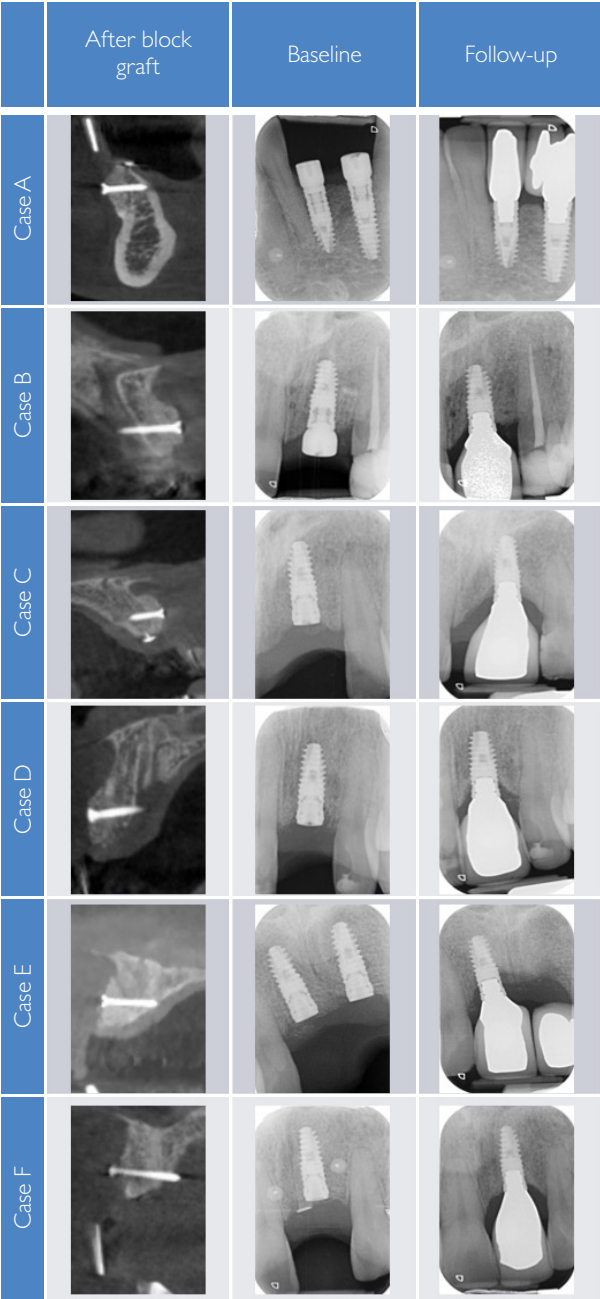 After block
graft
Baseline
Follow-up
Case A
Case B
Case C
Case D
Case E
Case F